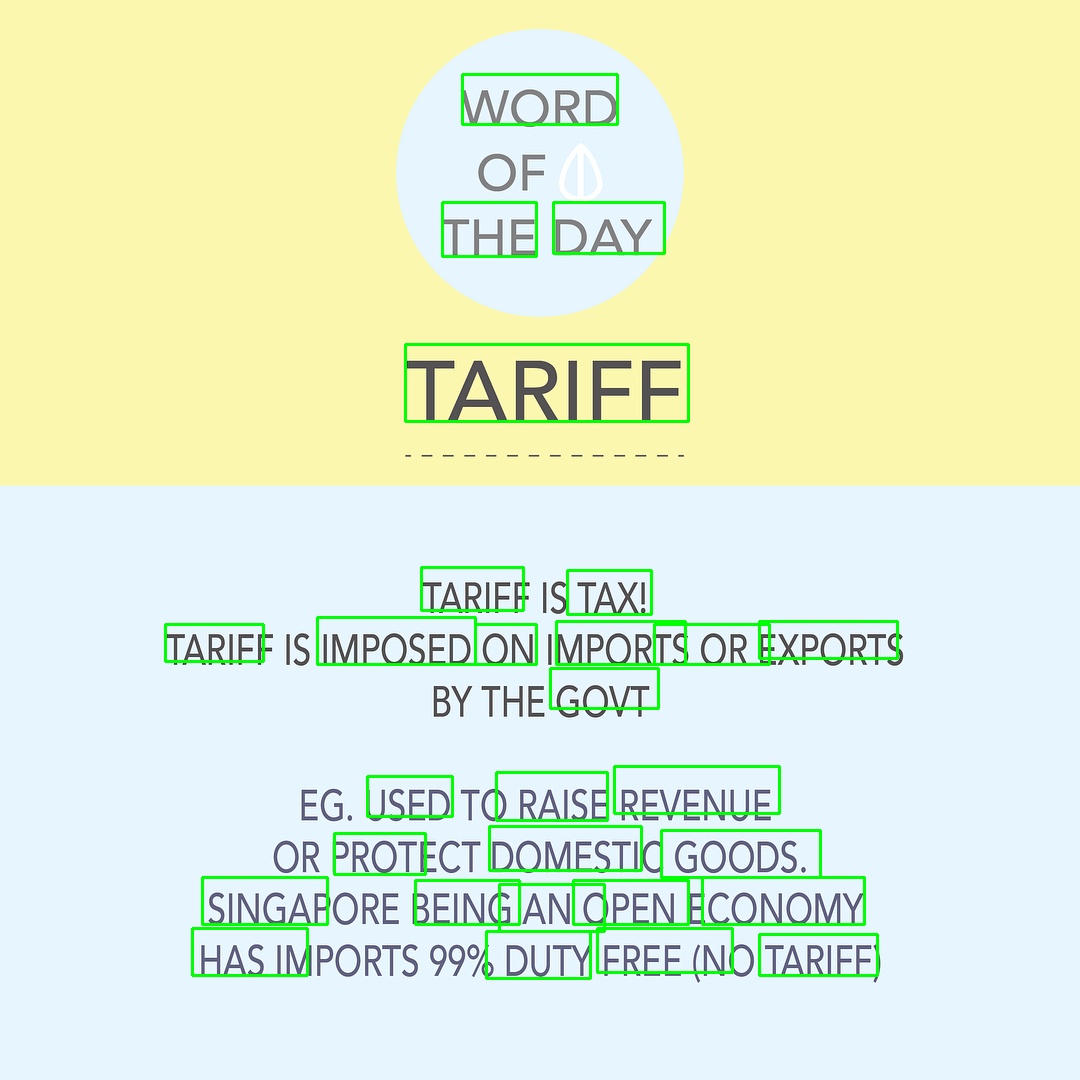 WORD
OF
THE DAY
TARIFF
TARIFF IS TAX!
TARIFF IS IMPOSED ON IMPORTS OR EXPORTS
BY THE GOVT
EG. USED TO RAISE REVENUE
OR PROTECT DOMESTIC GOODS.
SINGAPORE BEING AN OPEN ECONOMY
HAS IMPORTS 99% DUTY FREE (NO TARIFF)